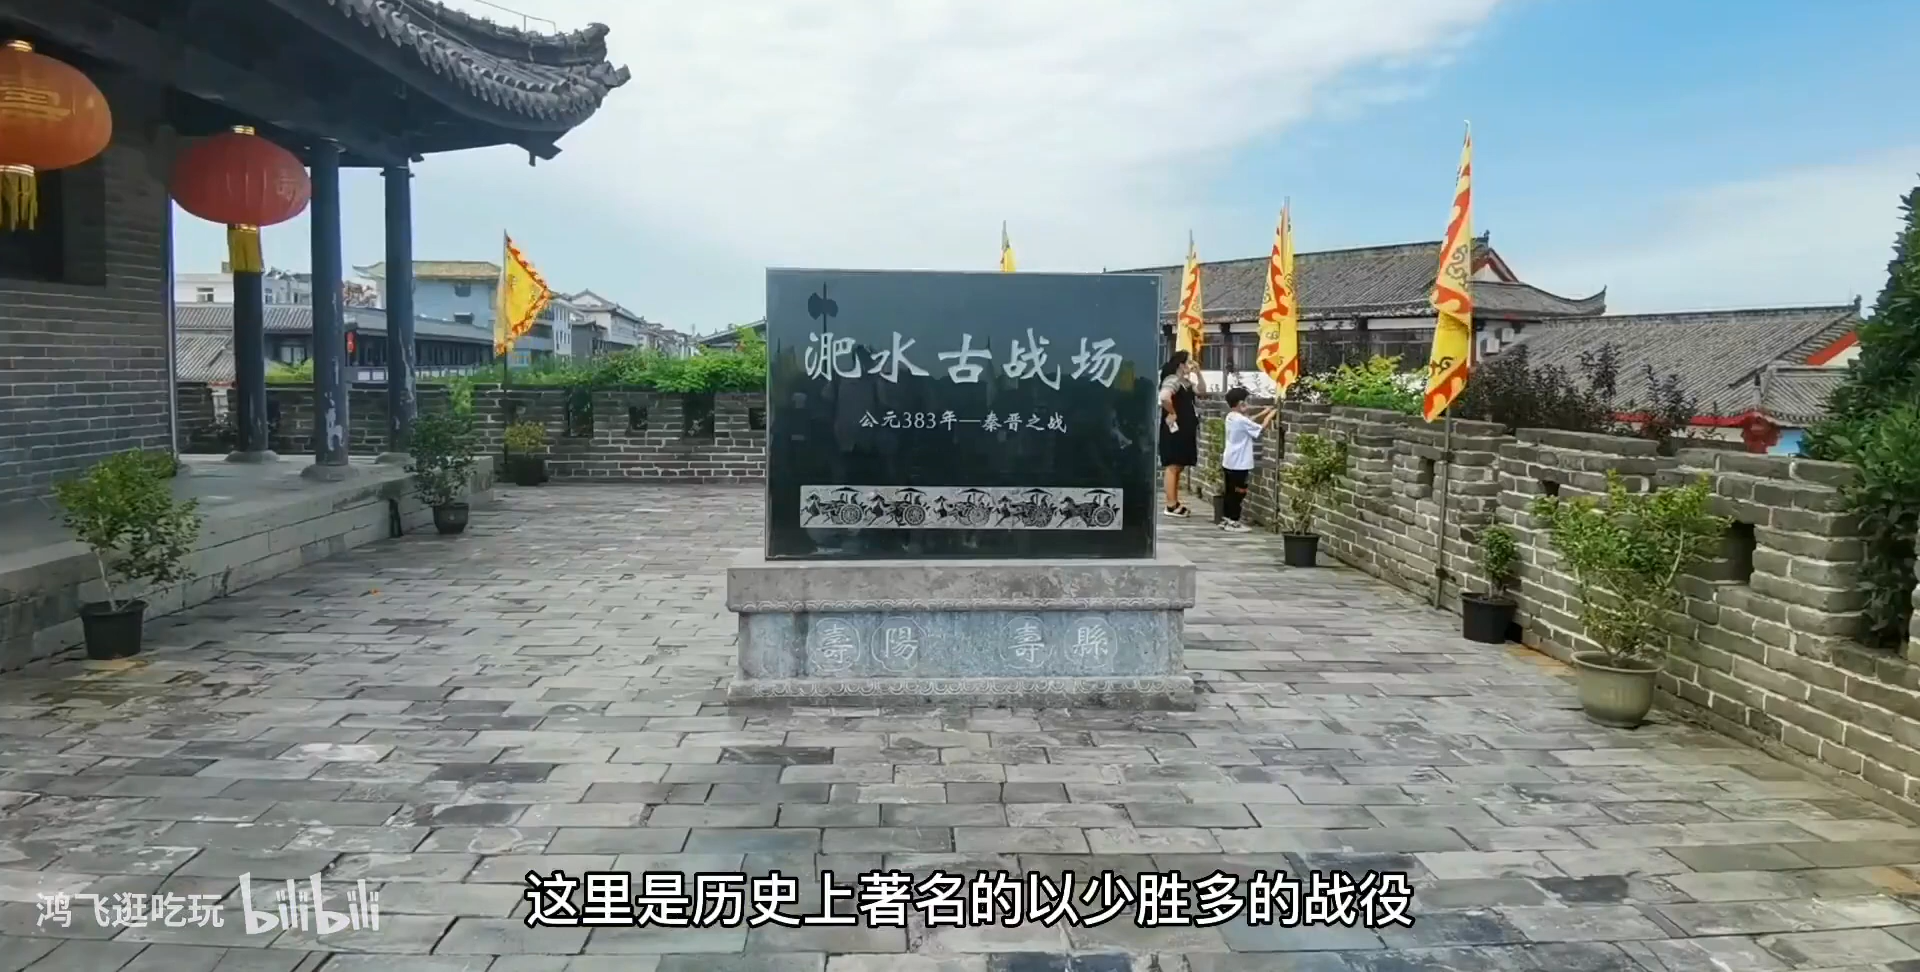 淝水古战场
公元383年—秦晋之战
壽陽 壽縣
这里是历史上著名的以少胜多的战役
鸿飞逛吃玩 bilibili